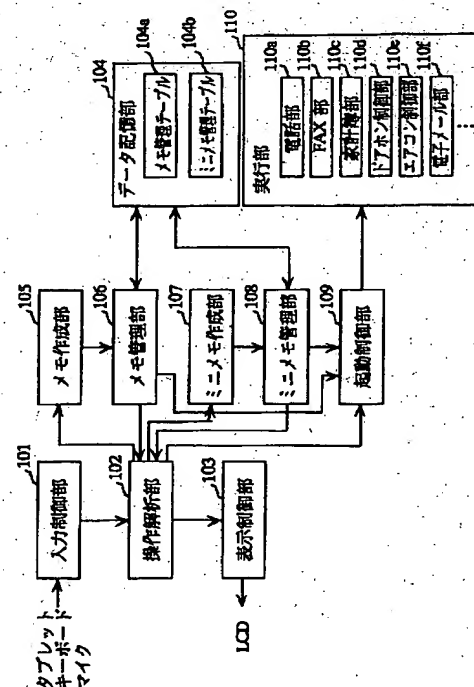 タブレット
キーボード
マイク
101
入力制御部
102
操作解析部
103
表示制御部
LCD
105
メモ作成部
106
メモ管理部
107
ミニメモ作成部
108
ミニメモ管理部
109
起動制御部
104
データ記憶部
104a
メモ管理テーブル
104b
ミニメモ管理テーブル
110
実行部
110a
電話部
110b
FAX部
110c
家計簿部
110d
ドアホン制御部
110e
エアコン制御部
110f
電子メール部